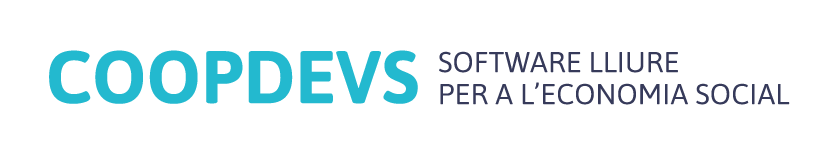 COOPDEVS
SOFTWARE LLIURE
PER A L'ECONOMIA SOCIAL